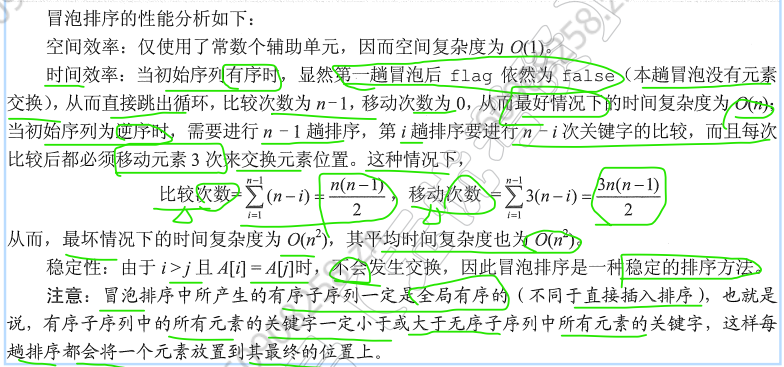 冒泡排序的性能分析如下：
空间效率：仅使用了常数个辅助单元，因而空间复杂度为 O(1)。
时间效率：当初始序列有序时，显然第一趟冒泡后 flag 依然为 false（本趟冒泡没有元素
交换），从而直接跳出循环，比较次数为 n−1，移动次数为 0，从而最好情况下的时间复杂度为 O(n)；
当初始序列为逆序时，需要进行 n − 1 趟排序，第 i 趟排序要进行 n − i 次关键字的比较，而且每次
比较后都必须移动元素 3 次来交换元素位置。这种情况下，
比较次数=∑_{i=1}^{n−1}(n−i)=n(n−1)/2，移动次数 =∑_{i=1}^{n−1}3(n−i)=3n(n−1)/2
从而，最坏情况下的时间复杂度为 O(n²)，其平均时间复杂度也为 O(n²)。
稳定性：由于 i > j 且 A[i] = A[j]时，不会发生交换，因此冒泡排序是一种稳定的排序方法。
注意：冒泡排序中所产生的有序子序列一定是全局有序的（不同于直接插入排序），也就是
说，有序子序列中的所有元素的关键字一定小于或大于无序子序列中所有元素的关键字，这样每
趟排序都会将一个元素放置到其最终的位置上。